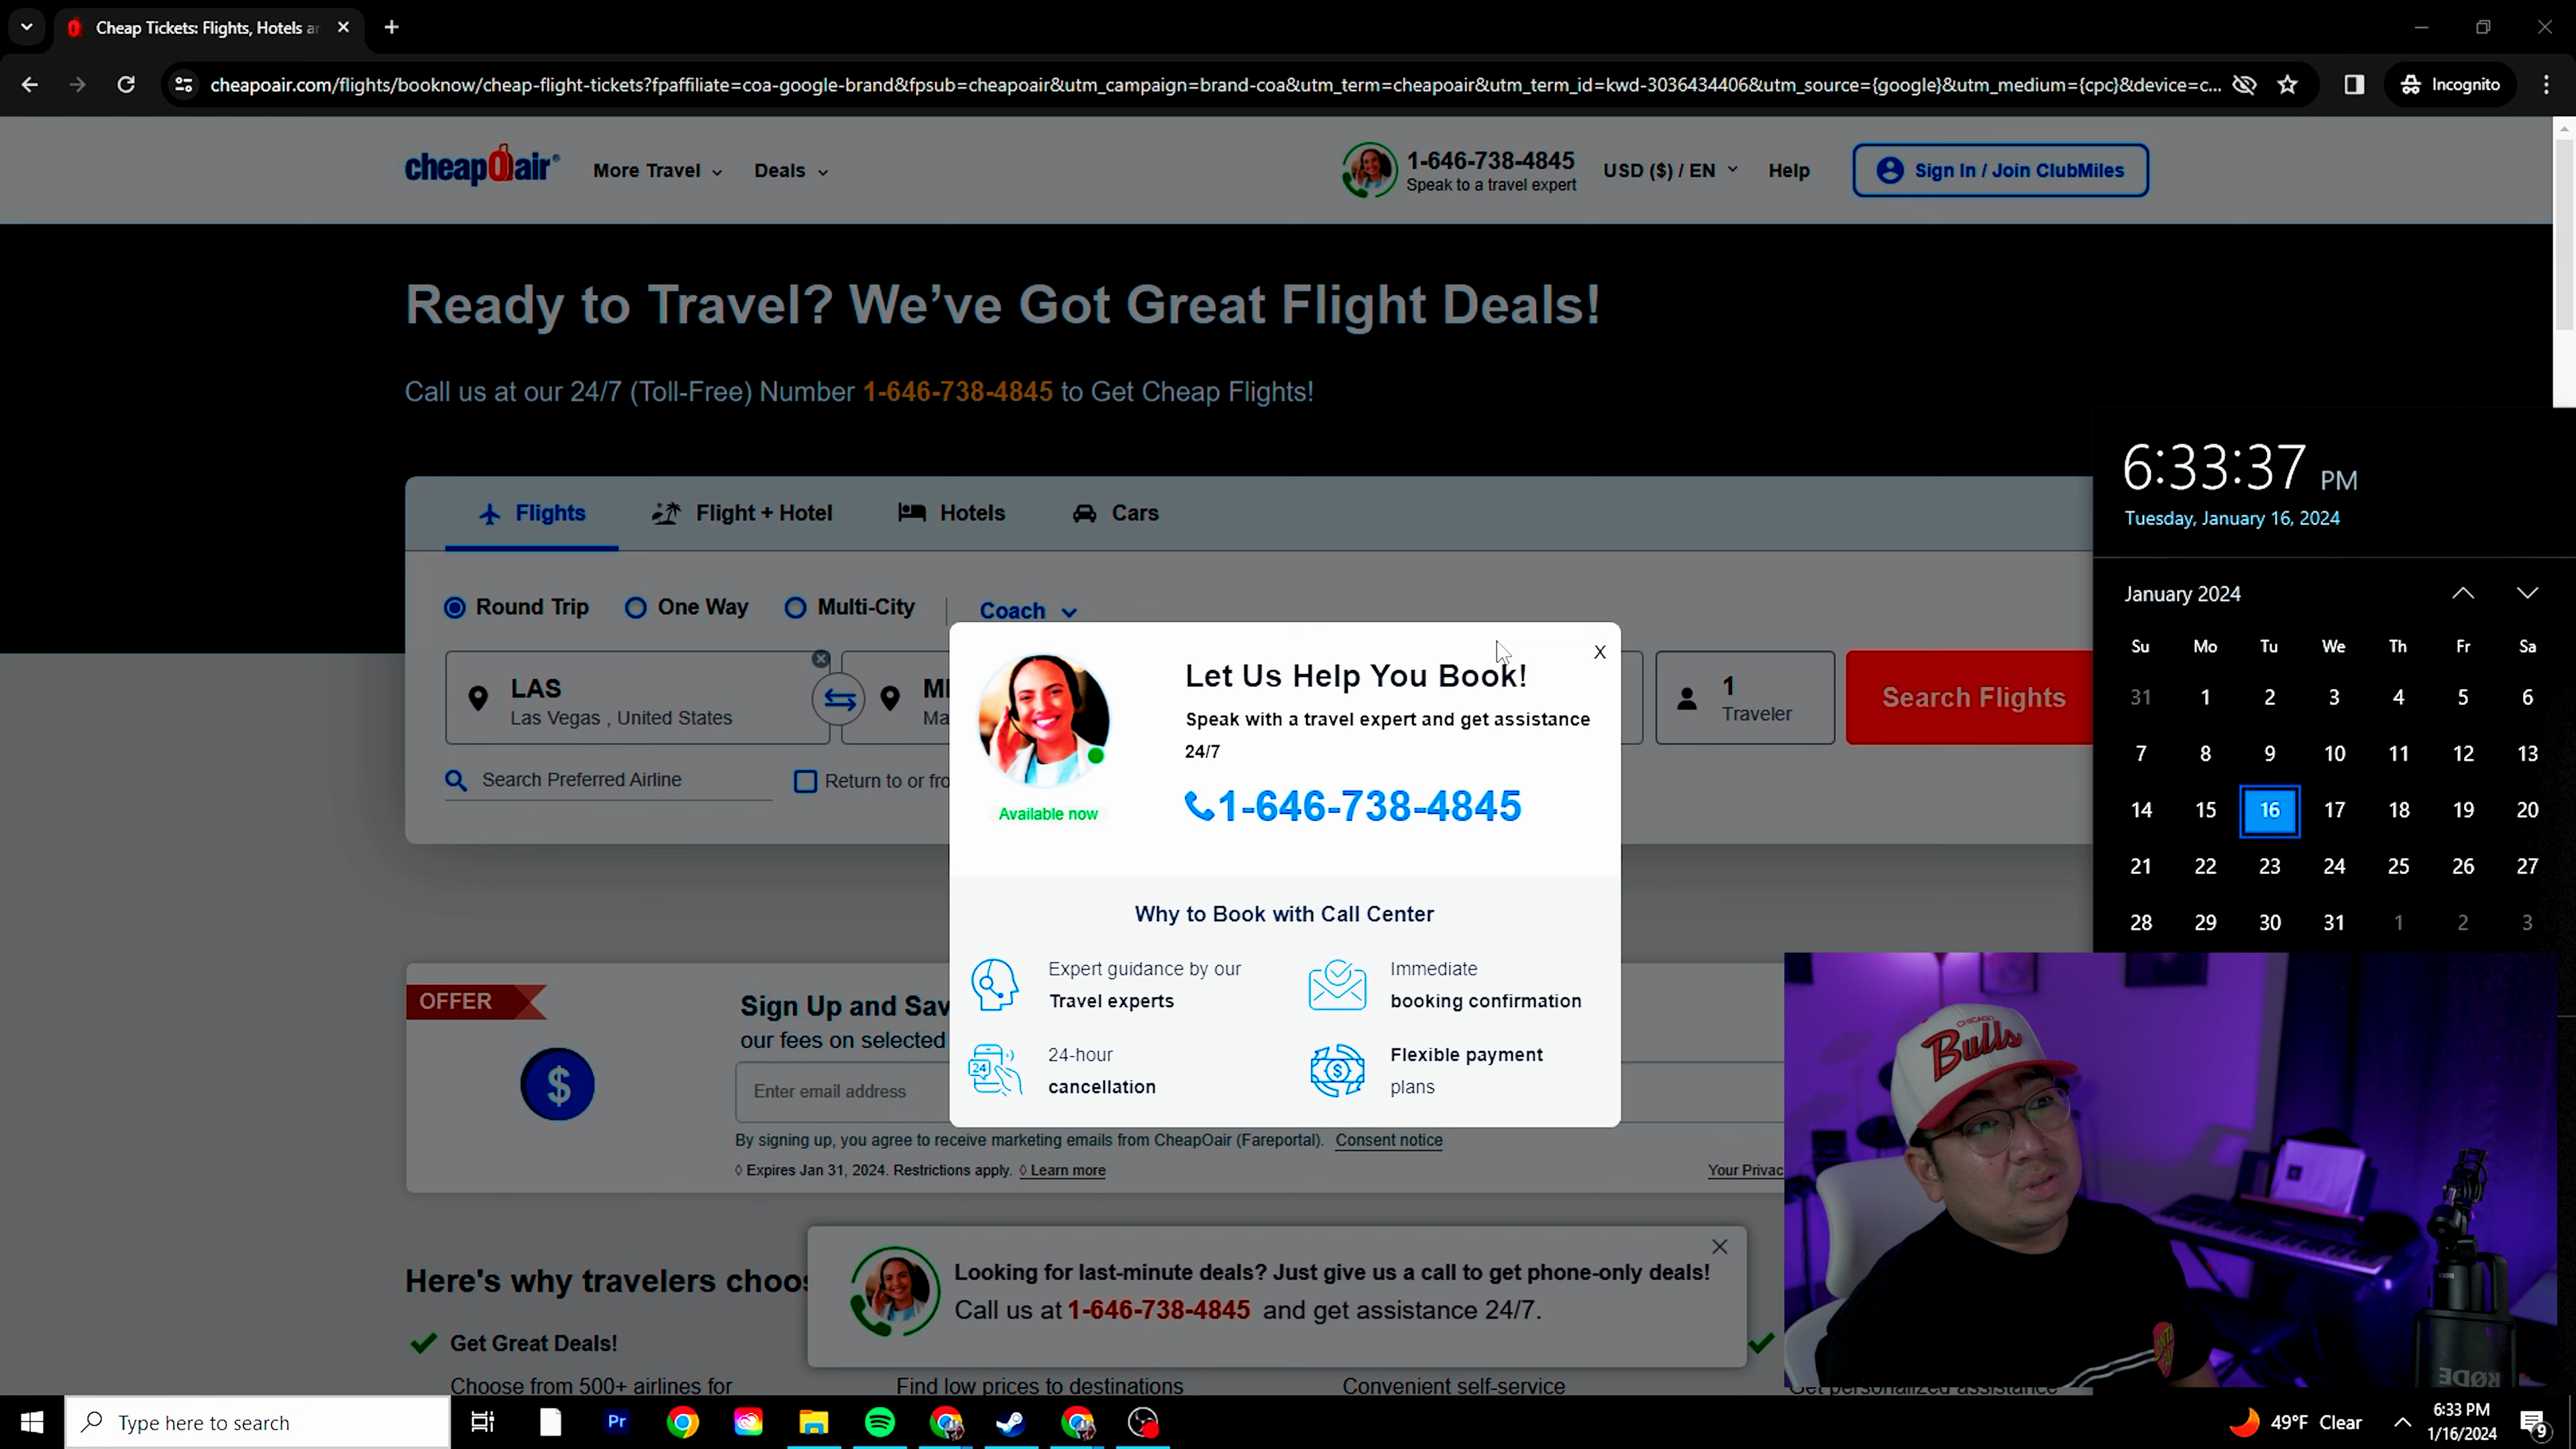 Cheap Tickets: Flights, Hotels a
cheapoair.com/flights/booknow/cheap-flight-tickets?fpaffiliate=coa-google-brand&fpsub=cheapoair&utm_campaign=brand-coa&utm_term=cheapoair&utm_term_id=kwd-3036434406&utm_source={google}&utm_medium={cpc}&device=c...
Incognito
cheapOair®
More Travel
Deals
1-646-738-4845
Speak to a travel expert
USD ($) / EN
Help
Sign In / Join ClubMiles
Ready to Travel? We’ve Got Great Flight Deals!
Call us at our 24/7 (Toll-Free) Number 1-646-738-4845 to Get Cheap Flights!
Flights
Flight + Hotel
Hotels
Cars
Round Trip
One Way
Multi-City
Coach
LAS
Las Vegas , United States
MI
Ma
1
Traveler
Search Flights
Search Preferred Airline
Return to or fro
X
Let Us Help You Book!
Speak with a travel expert and get assistance
24/7
1-646-738-4845
Available now
Why to Book with Call Center
Expert guidance by our
Travel experts
Immediate
booking confirmation
24
24-hour
cancellation
$
Flexible payment
plans
OFFER
$
Sign Up and Sav
our fees on selected
Enter email address
By signing up, you agree to receive marketing emails from CheapOair (Fareportal). Consent notice
◊ Expires Jan 31, 2024. Restrictions apply. ◊ Learn more
Your Privac
Here's why travelers choos
Looking for last-minute deals? Just give us a call to get phone-only deals!
Call us at 1-646-738-4845 and get assistance 24/7.
Get Great Deals!
Choose from 500+ airlines for
Find low prices to destinations
Convenient self-service
Get personalized assistance
6:33:37 PM
Tuesday, January 16, 2024
January 2024
Su Mo Tu We Th Fr Sa
31 1 2 3 4 5 6
7 8 9 10 11 12 13
14 15 16 17 18 19 20
21 22 23 24 25 26 27
28 29 30 31 1 2 3
CHICAGO
Bulls
RØDE
Type here to search
Pr
49°F Clear
6:33 PM
1/16/2024
9